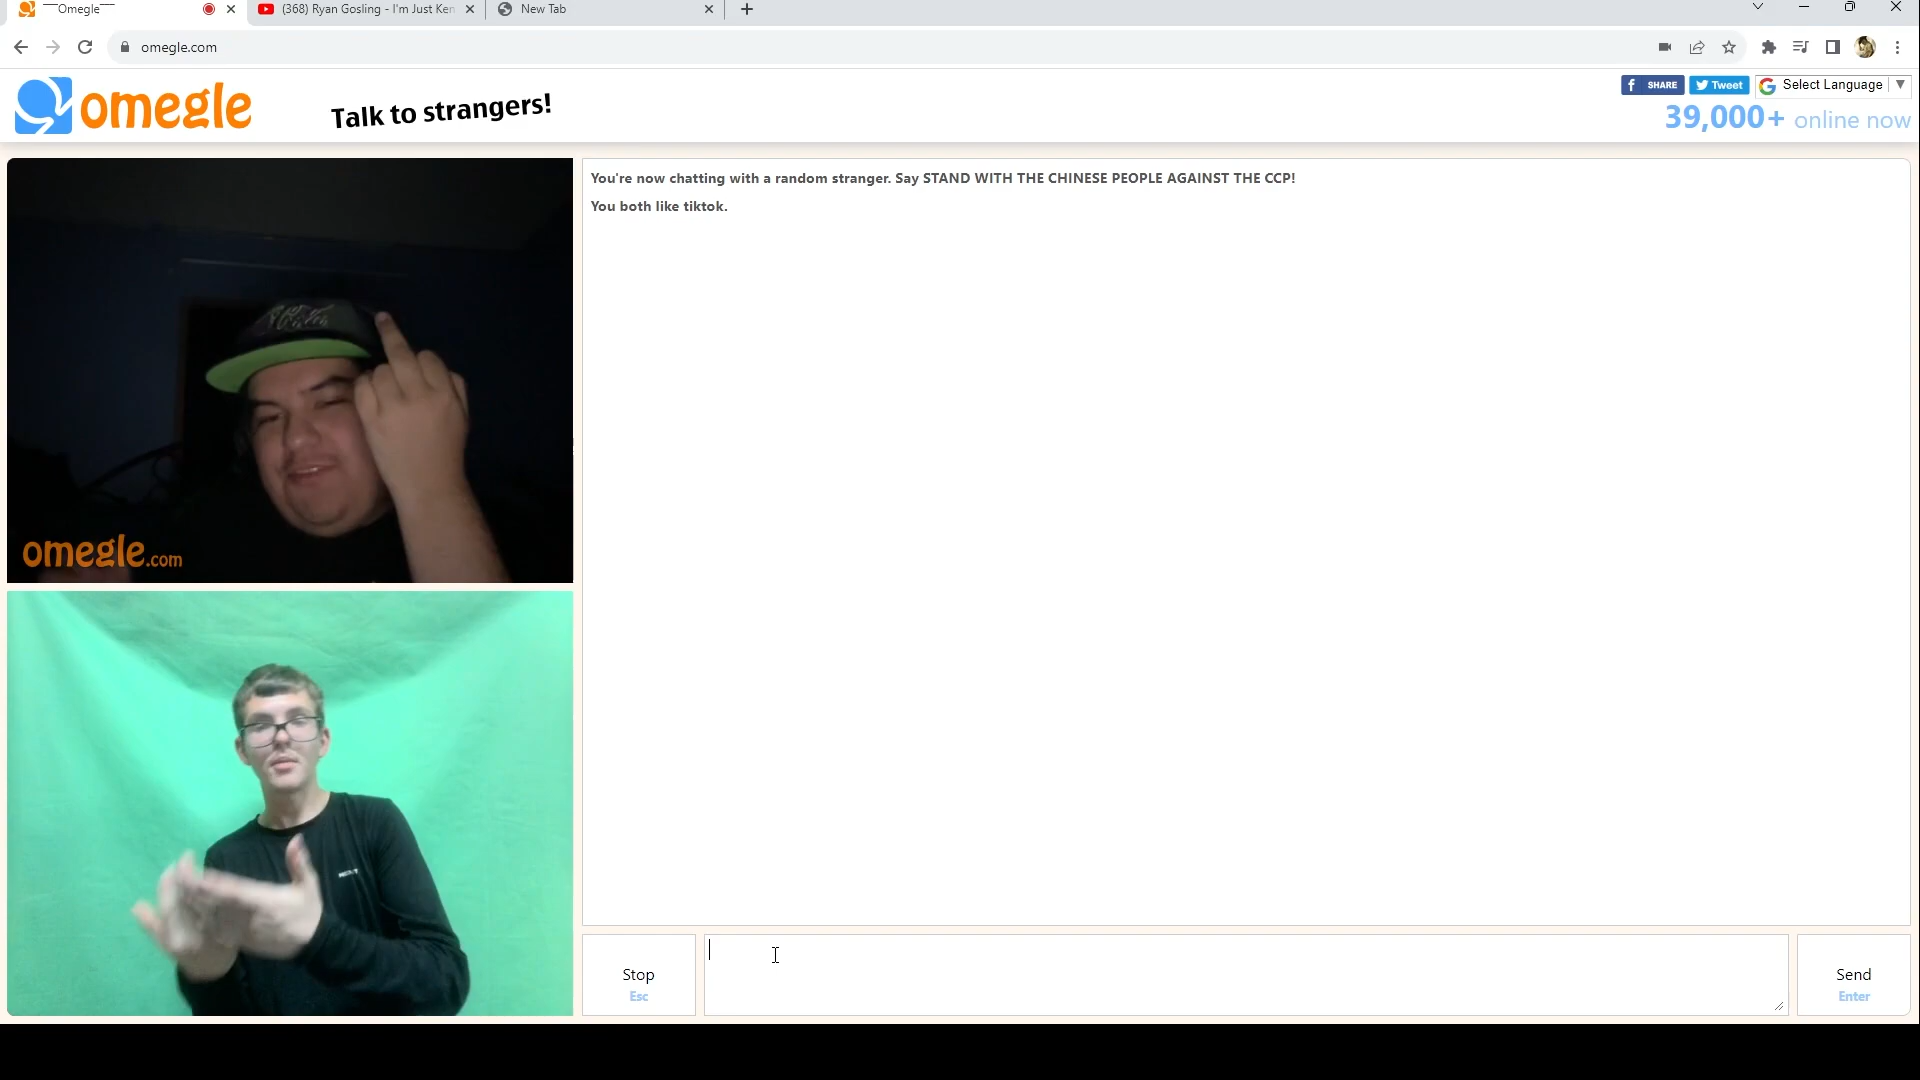 Omegle
(368) Ryan Gosling - I'm Just Ken
New Tab
omegle.com
omegle
Talk to strangers!
SHARE
Tweet
Select Language
39,000+ online now
You're now chatting with a random stranger. Say STAND WITH THE CHINESE PEOPLE AGAINST THE CCP!
You both like tiktok.
omegle.com
Stop
Esc
Send
Enter